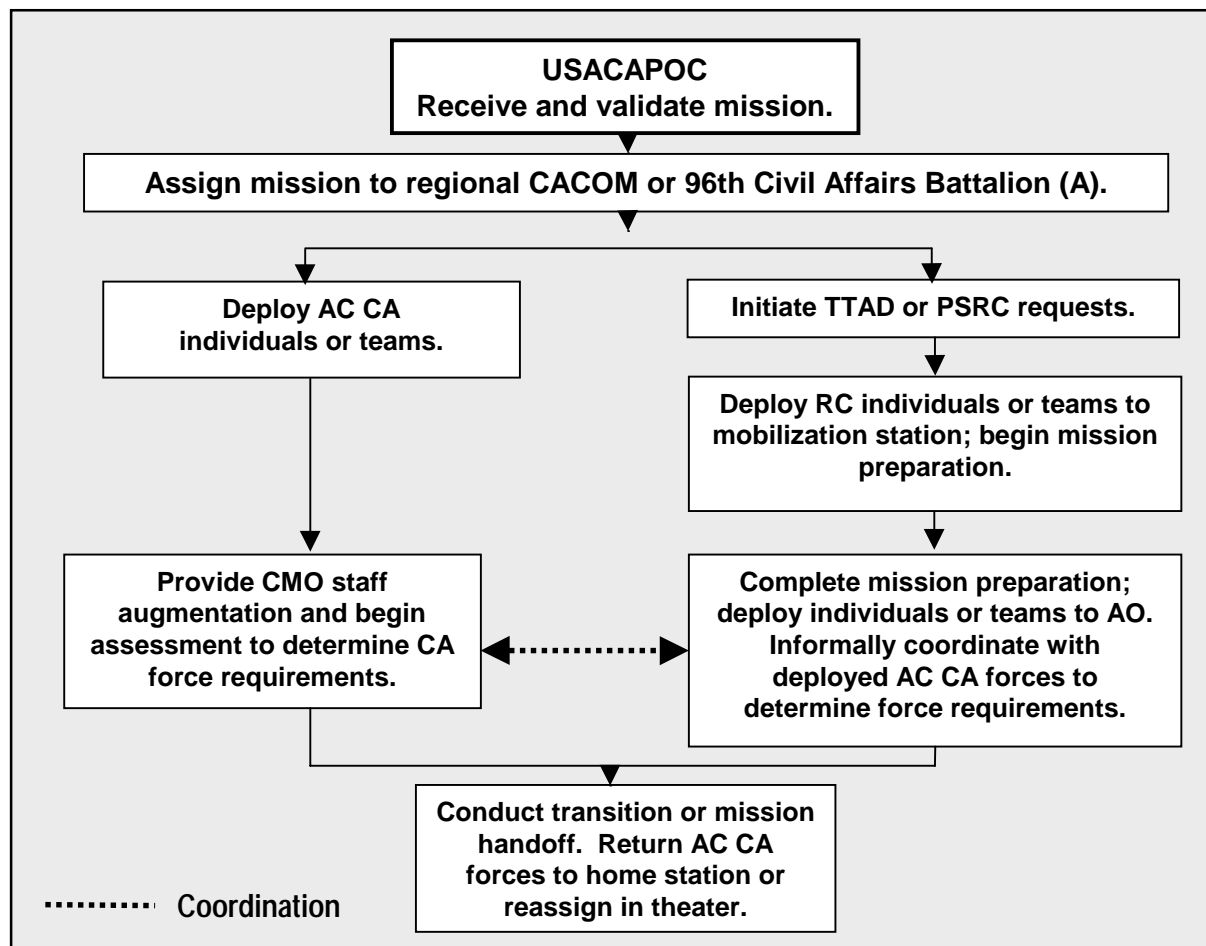 USACAPOC
Receive and validate mission.
Assign mission to regional CACOM or 96th Civil Affairs Battalion (A).
Deploy AC CA
individuals or teams.
Initiate TTAD or PSRC requests.
Deploy RC individuals or teams to
mobilization station; begin mission
preparation.
Provide CMO staff
augmentation and begin
assessment to determine CA
force requirements.
Complete mission preparation;
deploy individuals or teams to AO.
Informally coordinate with
deployed AC CA forces to
determine force requirements.
Conduct transition or mission
handoff.  Return AC CA
forces to home station or
reassign in theater.
Coordination